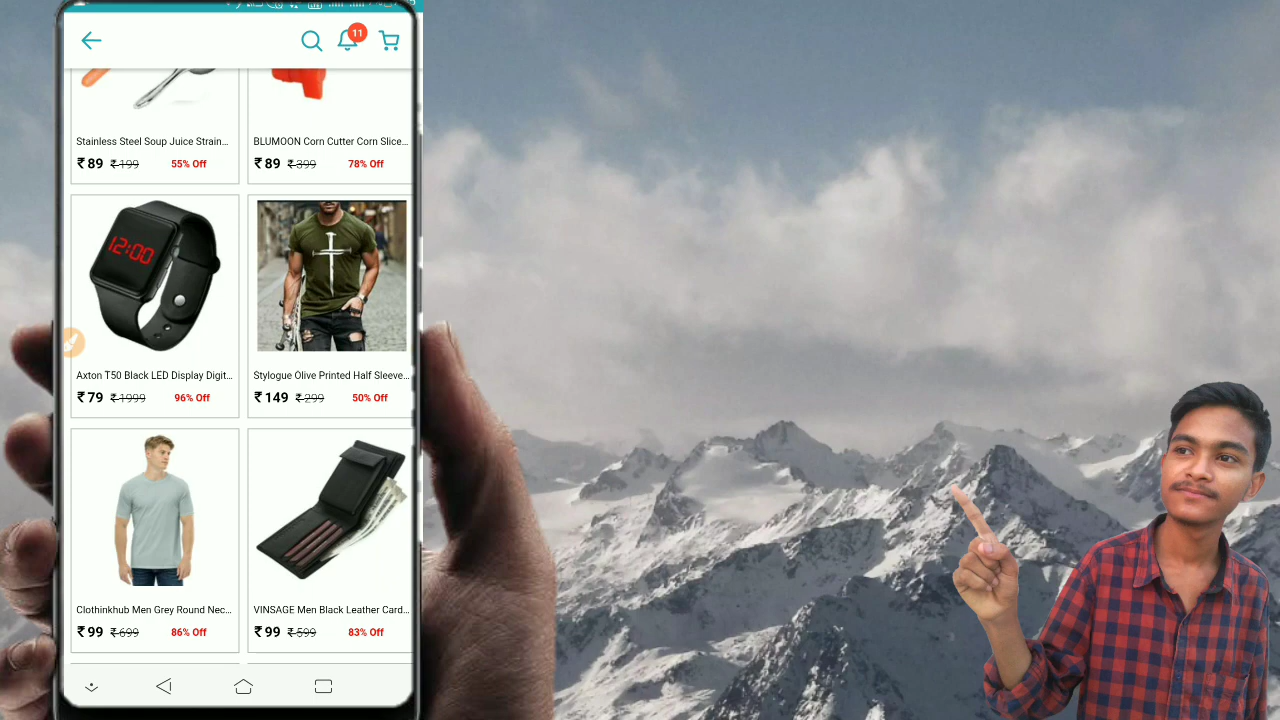 11
Stainless Steel Soup Juice Strain...
₹ 89 ₹ 199 55% Off
BLUMOON Corn Cutter Corn Slice...
₹ 89 ₹ 399 78% Off
12:00
Axton T50 Black LED Display Digit...
₹ 79 ₹ 1999 96% Off
Stylogue Olive Printed Half Sleeve...
₹ 149 ₹ 299 50% Off
Clothinkhub Men Grey Round Nec...
₹ 99 ₹ 699 86% Off
VINSAGE Men Black Leather Card...
₹ 99 ₹ 599 83% Off